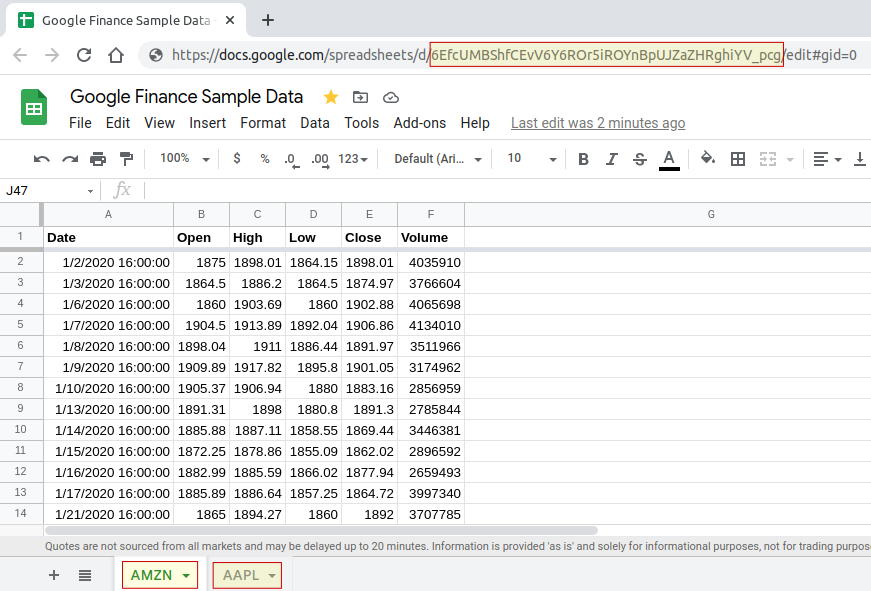 Google Finance Sample Data
https://docs.google.com/spreadsheets/d/6EfcUMBShfCEvV6Y6ROr5iROYnBpUJZaZHRghiYV_pcg/edit#gid=0
Google Finance Sample Data
File Edit View Insert Format Data Tools Add-ons Help Last edit was 2 minutes ago
100% $ % .0 .00 123 Default (Ari... 10 B I S A
J47 fx
A B C D E F G
1 Date Open High Low Close Volume
2 1/2/2020 16:00:00 1875 1898.01 1864.15 1898.01 4035910
3 1/3/2020 16:00:00 1864.5 1886.2 1864.5 1874.97 3766604
4 1/6/2020 16:00:00 1860 1903.69 1860 1902.88 4065698
5 1/7/2020 16:00:00 1904.5 1913.89 1892.04 1906.86 4134010
6 1/8/2020 16:00:00 1898.04 1911 1886.44 1891.97 3511966
7 1/9/2020 16:00:00 1909.89 1917.82 1895.8 1901.05 3174962
8 1/10/2020 16:00:00 1905.37 1906.94 1880 1883.16 2856959
9 1/13/2020 16:00:00 1891.31 1898 1880.8 1891.3 2785844
10 1/14/2020 16:00:00 1885.88 1887.11 1858.55 1869.44 3446381
11 1/15/2020 16:00:00 1872.25 1878.86 1855.09 1862.02 2896592
12 1/16/2020 16:00:00 1882.99 1885.59 1866.02 1877.94 2659493
13 1/17/2020 16:00:00 1885.89 1886.64 1857.25 1864.72 3997340
14 1/21/2020 16:00:00 1865 1894.27 1860 1892 3707785
Quotes are not sourced from all markets and may be delayed up to 20 minutes. Information is provided 'as is' and solely for informational purposes, not for trading purpos
AMZN AAPL